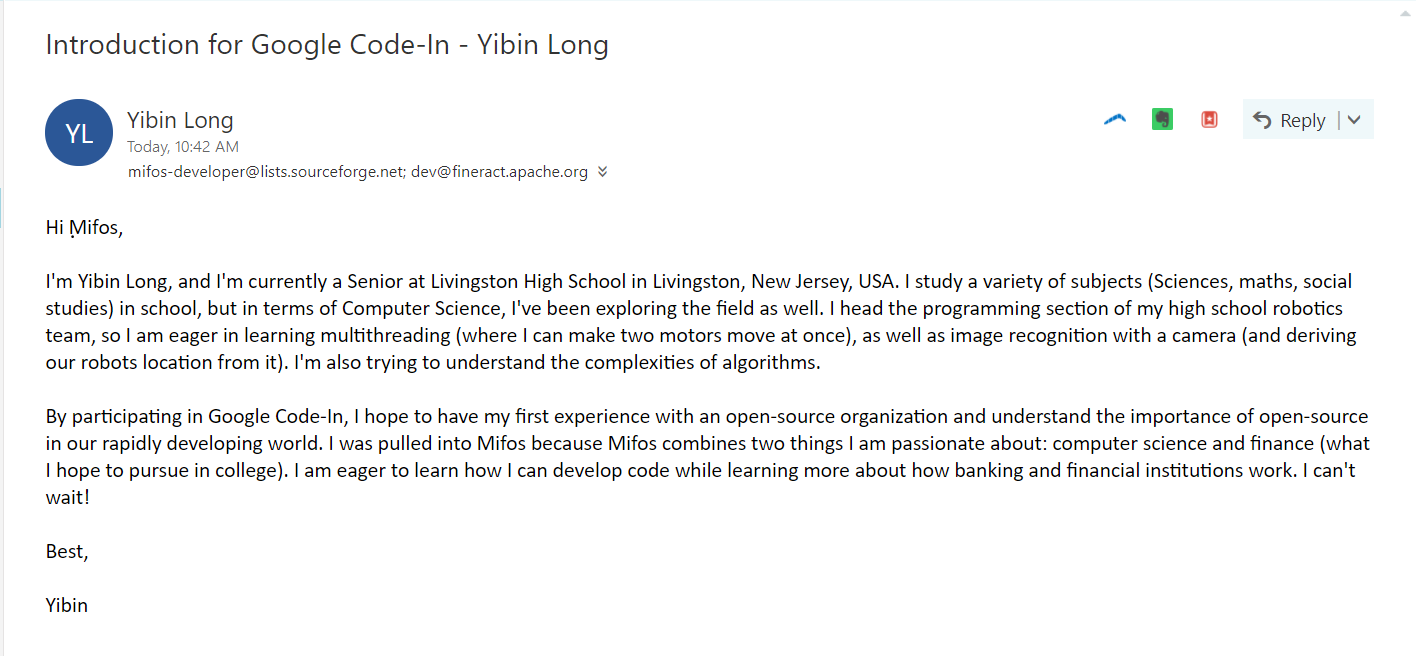 Introduction for Google Code-In - Yibin Long
YL
Yibin Long
Today, 10:42 AM
mifos-developer@lists.sourceforge.net; dev@fineract.apache.org
Reply
Hi Mifos,
I'm Yibin Long, and I'm currently a Senior at Livingston High School in Livingston, New Jersey, USA. I study a variety of subjects (Sciences, maths, social
studies) in school, but in terms of Computer Science, I've been exploring the field as well. I head the programming section of my high school robotics
team, so I am eager in learning multithreading (where I can make two motors move at once), as well as image recognition with a camera (and deriving
our robots location from it). I'm also trying to understand the complexities of algorithms.
By participating in Google Code-In, I hope to have my first experience with an open-source organization and understand the importance of open-source
in our rapidly developing world. I was pulled into Mifos because Mifos combines two things I am passionate about: computer science and finance (what
I hope to pursue in college). I am eager to learn how I can develop code while learning more about how banking and financial institutions work. I can't
wait!
Best,
Yibin